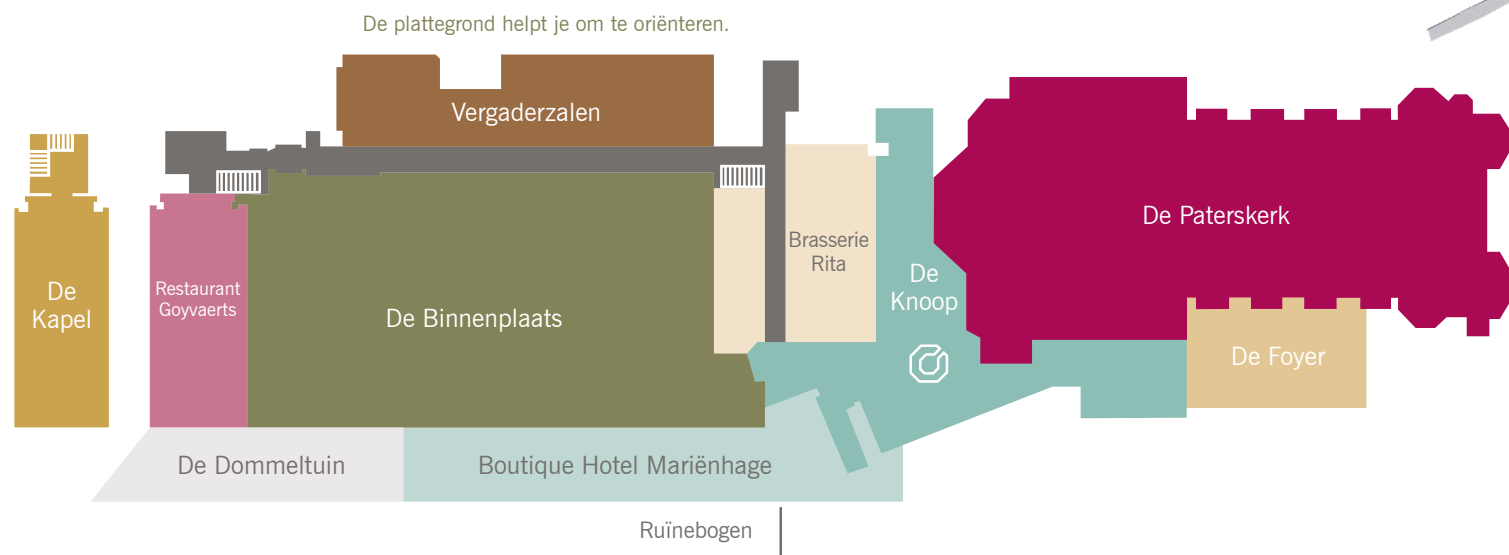 De plattegrond helpt je om te oriënteren.
Vergaderzalen
De Paterskerk
Brasserie
Rita
De
Knoop
De
Kapel
Restaurant
Goyvaerts
De Binnenplaats
De Foyer
De Dommeltuin
Boutique Hotel Mariënhage
Ruïnebogen